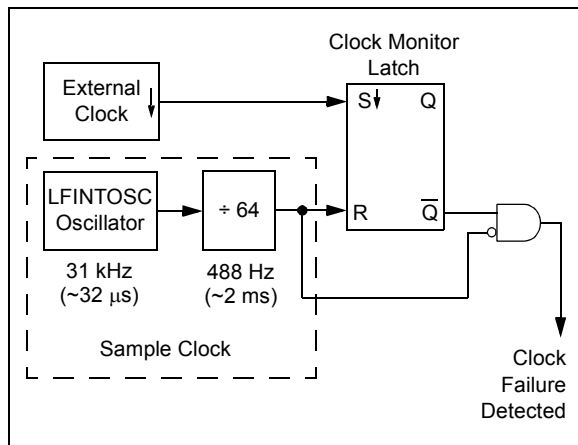 Clock Monitor
Latch
External
Clock
S
Q
LFINTOSC
Oscillator
÷ 64
R
Q̅
31 kHz
(~32 μs)
488 Hz
(~2 ms)
Sample Clock
Clock
Failure
Detected